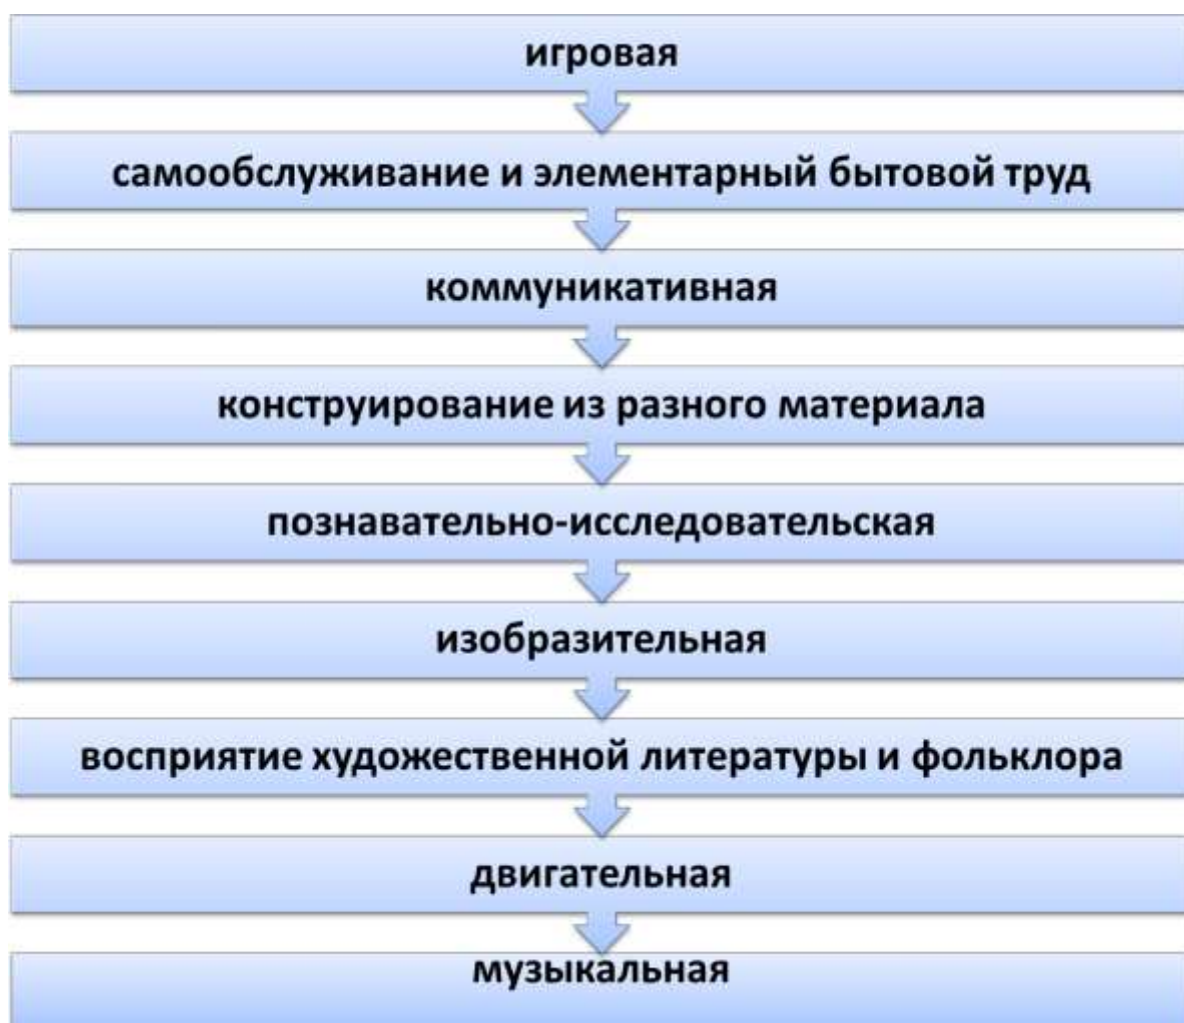 игровая
самообслуживание и элементарный бытовой труд
коммуникативная
конструирование из разного материала
познавательно-исследовательская
изобразительная
восприятие художественной литературы и фольклора
двигательная
музыкальная